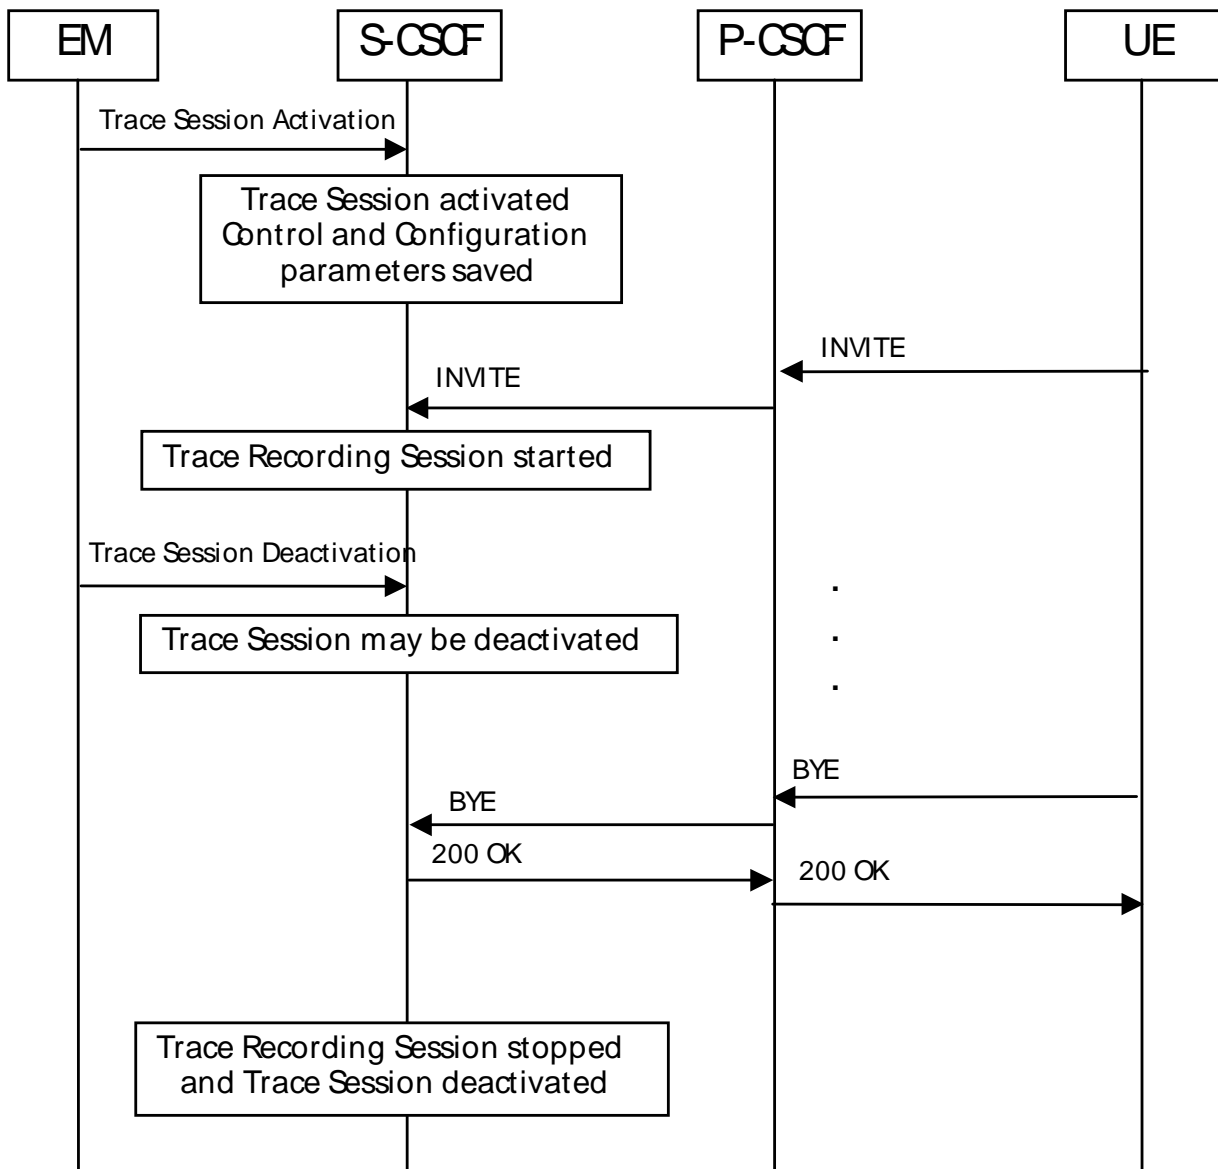 EM
S-CSCF
P-CSCF
UE
Trace Session Activation
Trace Session activated
Control and Configuration
parameters saved
INVITE
INVITE
Trace Recording Session started
Trace Session Deactivation
.
Trace Session may be deactivated
.
.
BYE
BYE
200 OK
200 OK
Trace Recording Session stopped
and Trace Session deactivated